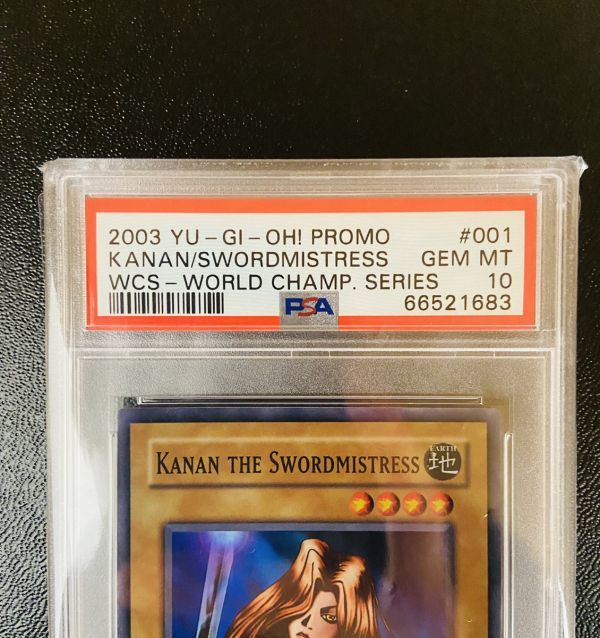 2003 YU-GI-OH! PROMO #001
KANAN/SWORDMISTRESS GEM MT
WCS-WORLD CHAMP. SERIES 10
PSA 66521683
KANAN THE SWORDMISTRESS
EARTH
地